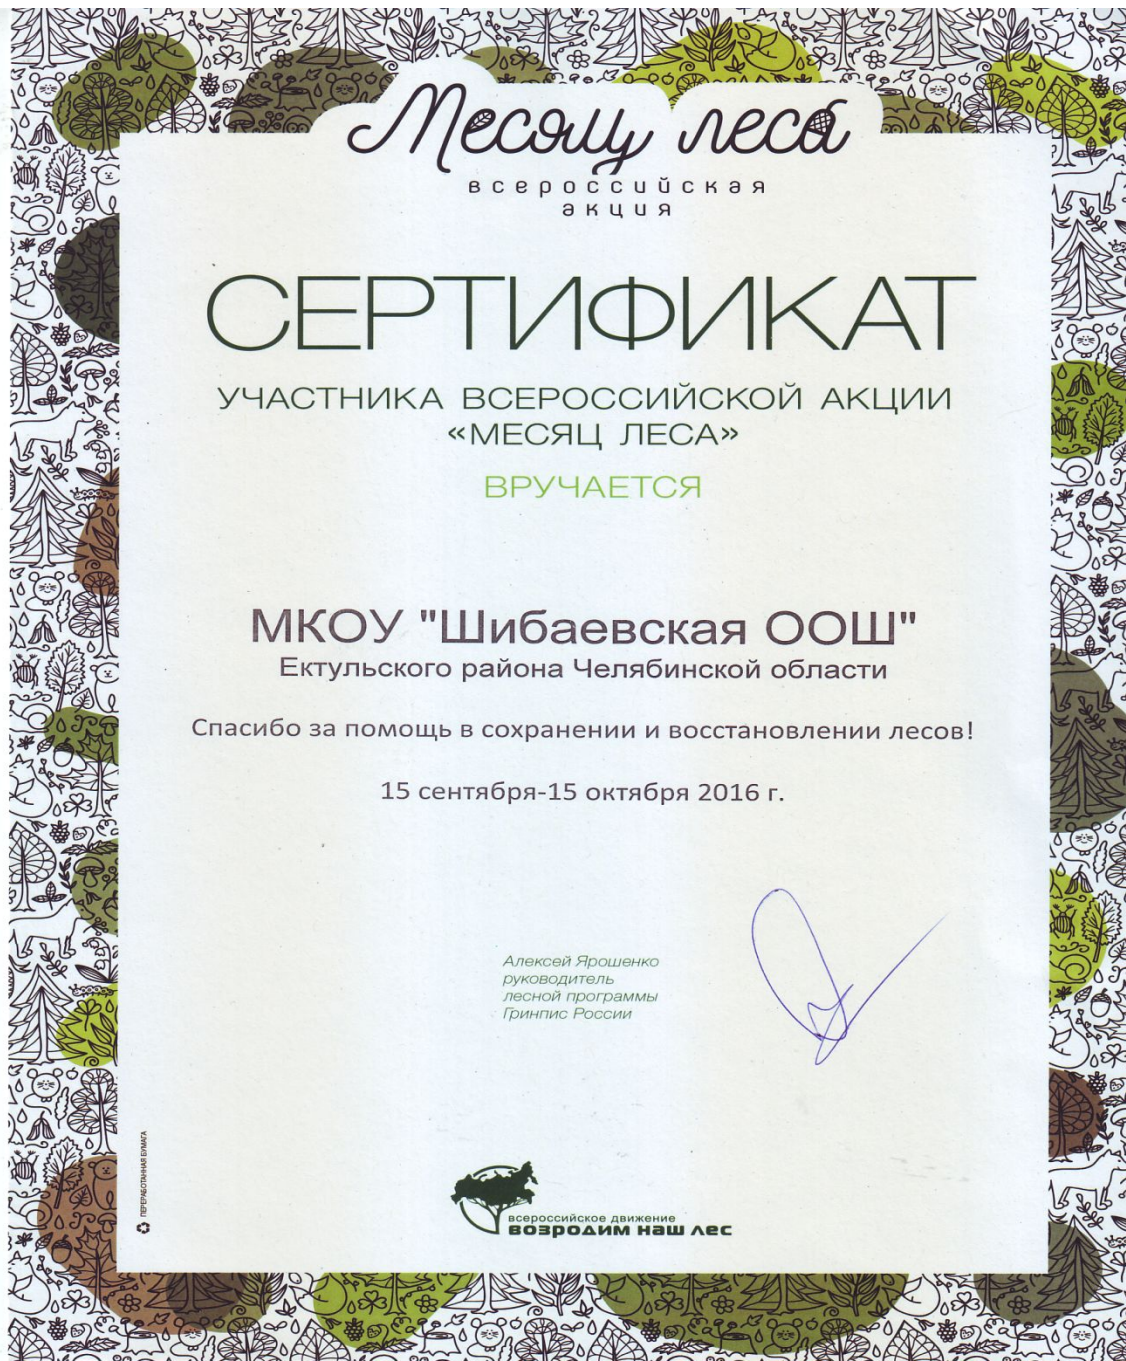 Месяц леса
всероссийская
акция
СЕРТИФИКАТ
УЧАСТНИКА ВСЕРОССИЙСКОЙ АКЦИИ
«МЕСЯЦ ЛЕСА»
ВРУЧАЕТСЯ
МКОУ "Шибаевская ООШ"
Ектульского района Челябинской области
Спасибо за помощь в сохранении и восстановлении лесов!
15 сентября-15 октября 2016 г.
Алексей Ярошенко
руководитель
лесной программы
Гринпис России
ПЕРЕРАБОТАННАЯ БУМАГА
всероссийское движение
возродим наш лес